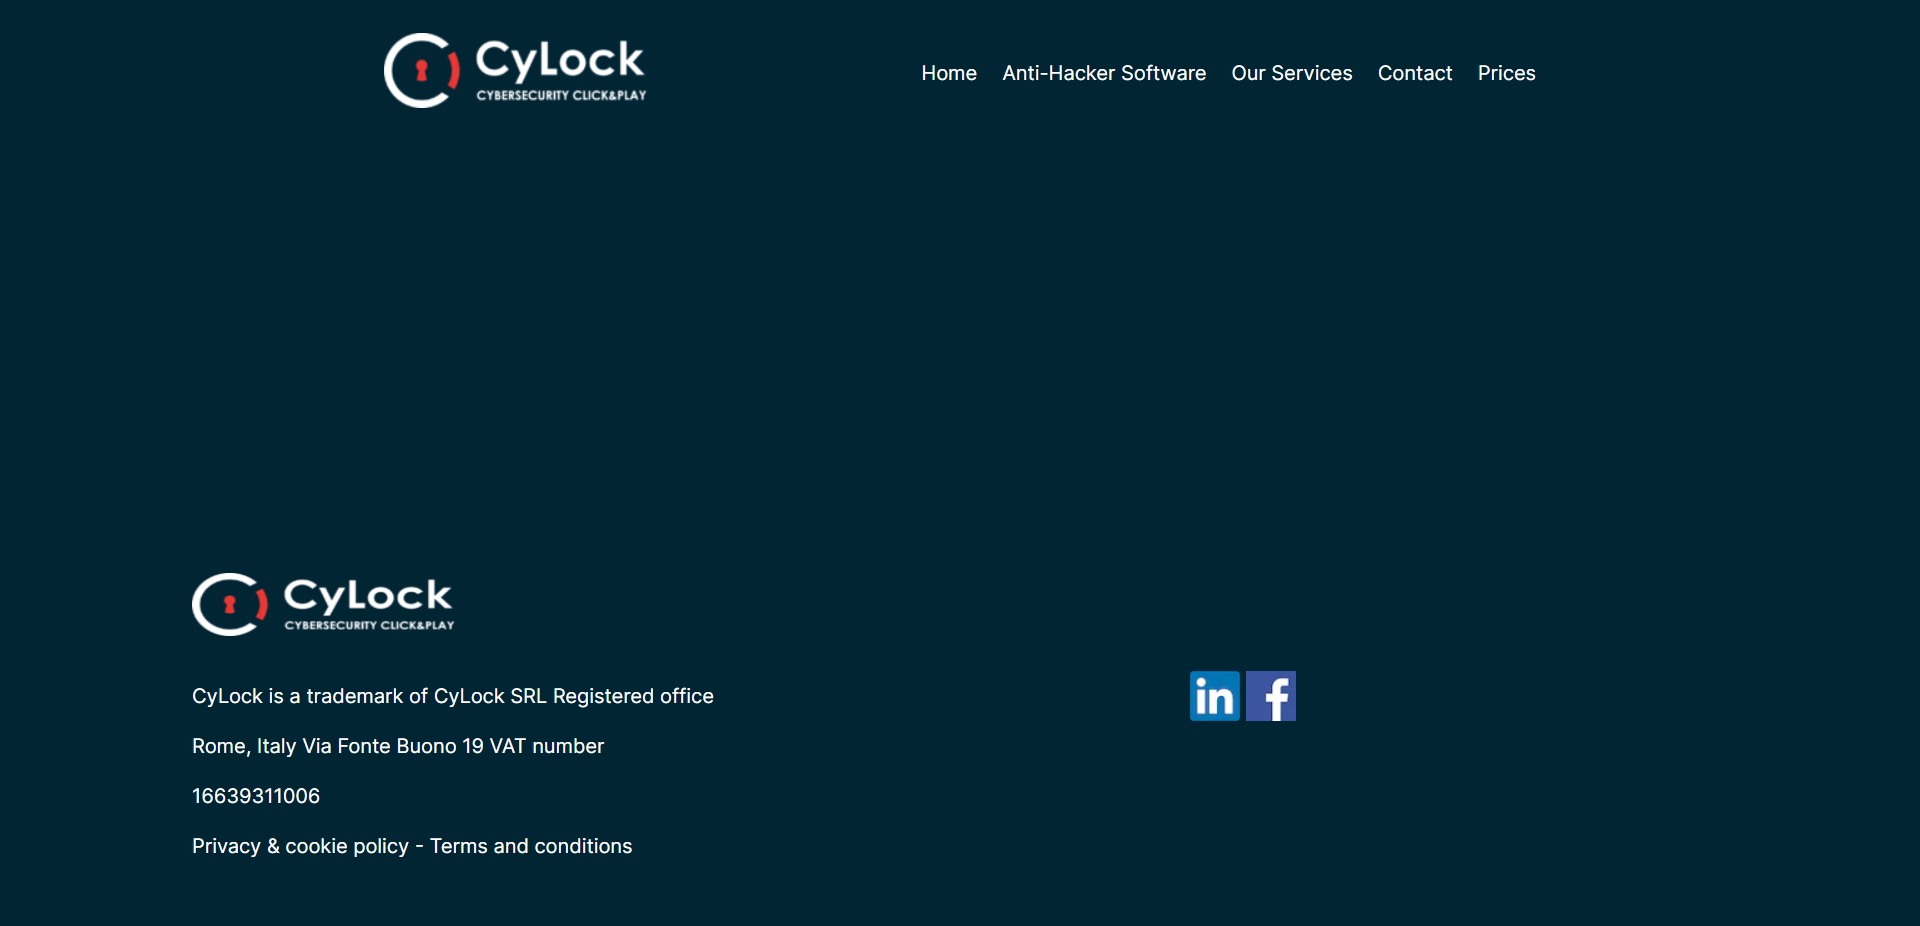 CyLock
CYBERSECURITY CLICK&PLAY
Home Anti-Hacker Software Our Services Contact Prices
CyLock
CYBERSECURITY CLICK&PLAY
CyLock is a trademark of CyLock SRL Registered office
Rome, Italy Via Fonte Buono 19 VAT number
16639311006
Privacy & cookie policy - Terms and conditions
in f